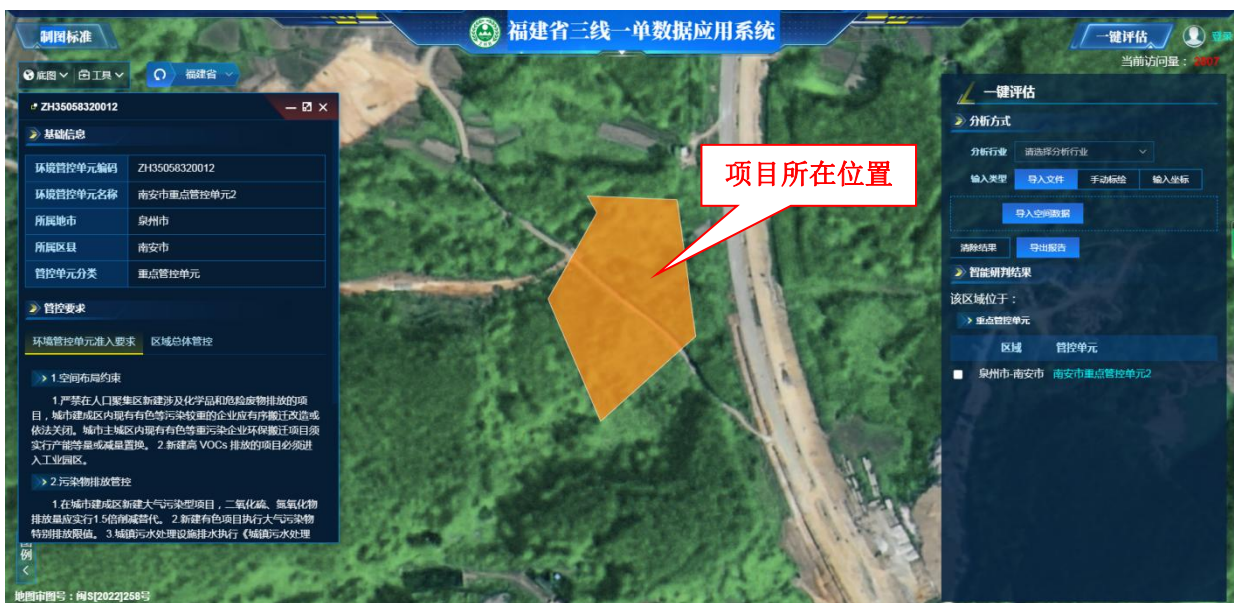 制图标准
福建省三线一单数据应用系统
一键评估
登录
当前访问量：
底图
工具
福建省
ZH35058320012
基础信息
环境管控单元编码 ZH35058320012
环境管控单元名称 南安市重点管控单元2
所属地市 泉州市
所属区县 南安市
管控单元分类 重点管控单元
管控要求
环境管控单元准入要求 区域总体管控
1.空间布局约束
1.严禁在人口聚集区新建涉及化学品和危险废物排放的项
目，城市建成区内现有有色等污染较重的企业应有序搬迁改造或
依法关闭。城市主城区内现有有色等重污染企业环保搬迁项目须
实行产能等量或减量置换。 2.新建高 VOCs 排放的项目必须进
入工业园区。
2.污染物排放管控
1.在城市建成区新建大气污染型项目，二氧化硫、氮氧化物
排放量应实行1.5倍削减替代。 2.新建有色项目执行大气污染物
特别排放限值。 3.城镇污水处理设施排水执行《城镇污水处理
例
地图审图号：闽S[2022]258号
项目所在位置
一键评估
分析方式
分析行业 请选择分析行业
输入类型 导入文件 手动标绘 输入坐标
导入空间数据
清除结果 导出报告
智能研判结果
该区域位于：
重点管控单元
区域 管控单元
泉州市-南安市 南安市重点管控单元2